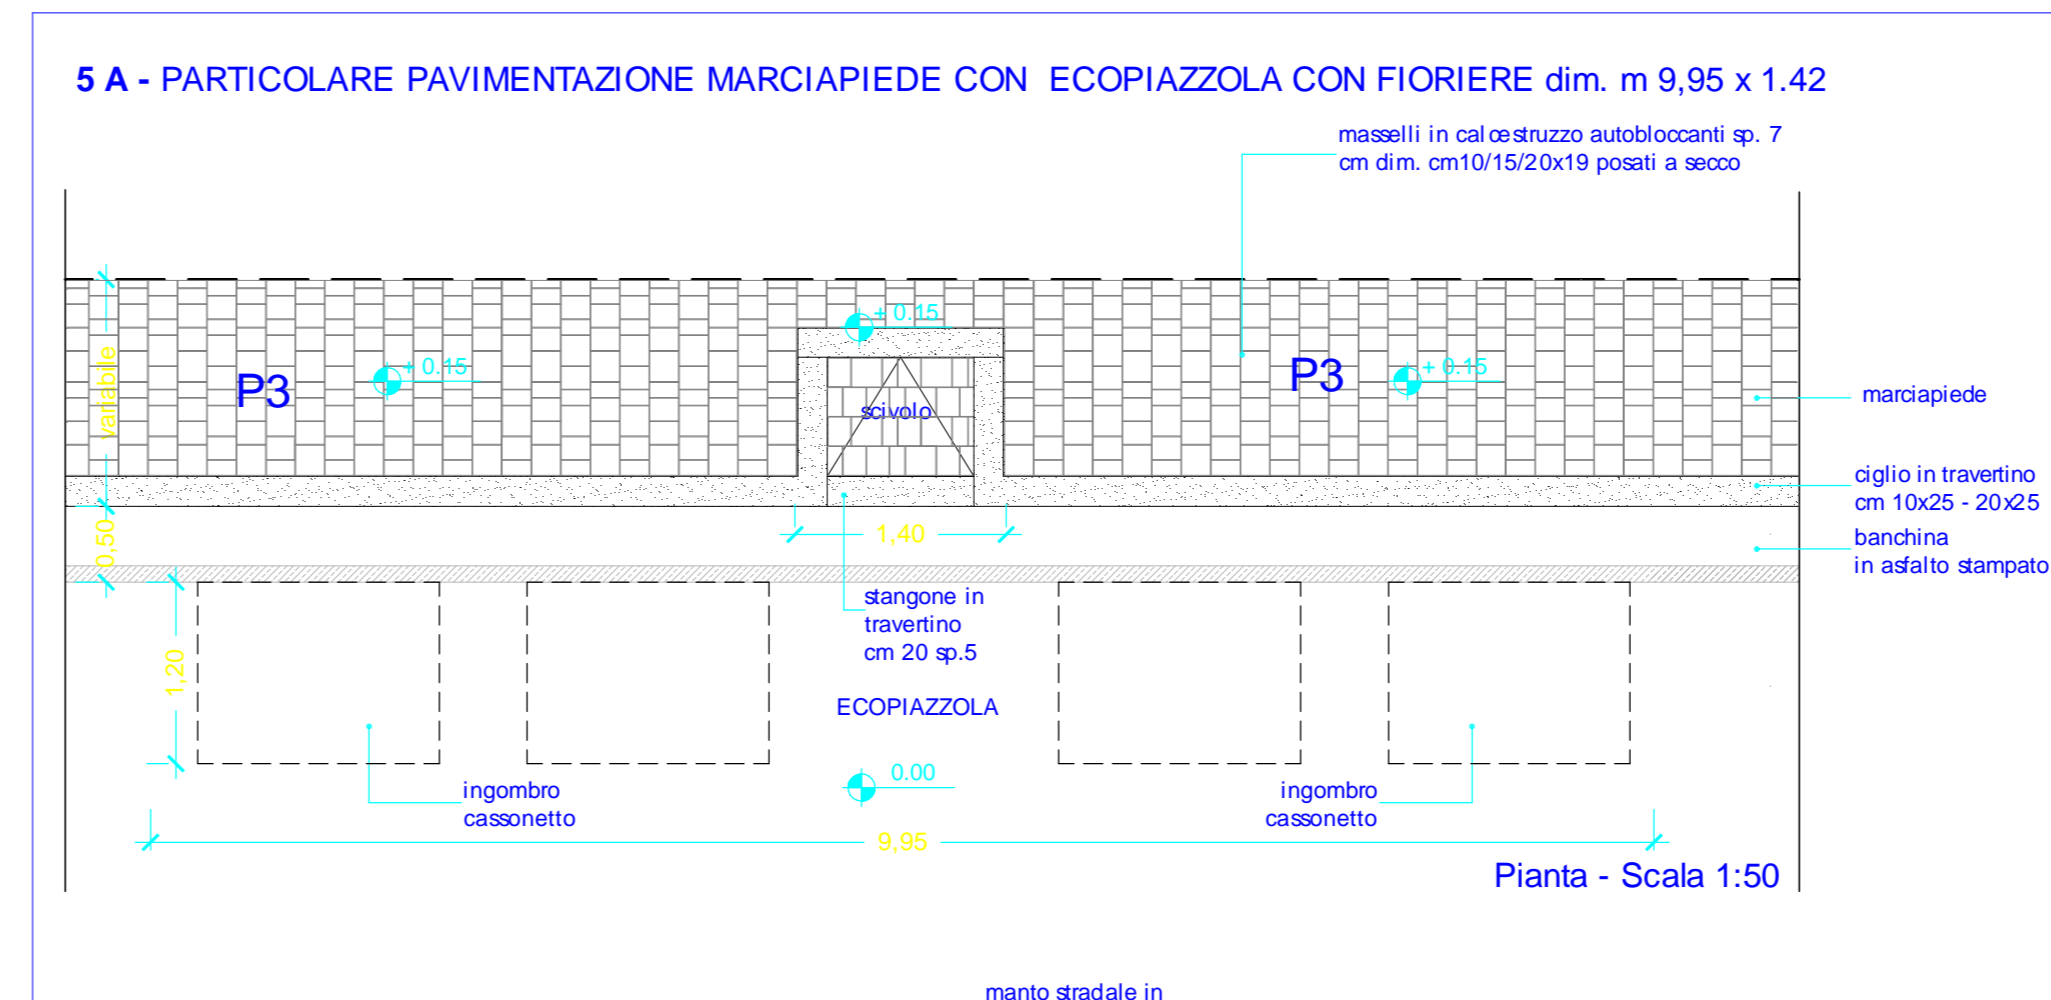 5 A - PARTICOLARE PAVIMENTAZIONE MARCIAPIEDE CON ECOPIAZZOLA CON FIORIERE dim. m 9,95 x 1.42
masselli in calcestruzzo autobloccanti sp. 7
cm dim. cm10/15/20x19 posati a secco
+ 0.15
+ 0.15
+ 0.15
P3
P3
variabile
scivolo
marciapiede
ciglio in travertino
cm 10x25 - 20x25
banchina
in asfalto stampato
0,50
1,40
stangone in
travertino
cm 20 sp.5
1,20
ECOPIAZZOLA
0.00
ingombro
cassonetto
ingombro
cassonetto
9,95
Pianta - Scala 1:50
manto stradale in